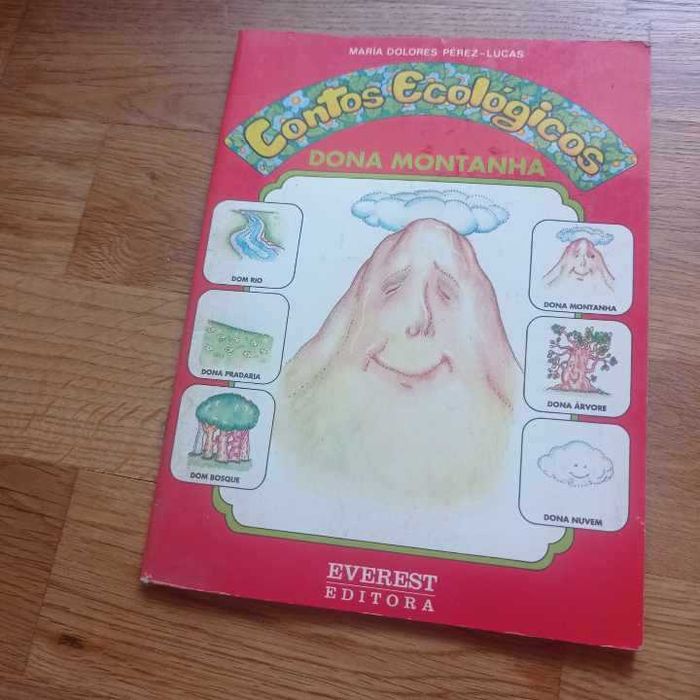 MARÍA DOLORES PÉREZ-LUCAS
Contos Ecológicos
DONA MONTANHA
DOM RIO
DONA PRADARIA
DOM BOSQUE
DONA MONTANHA
DONA ÁRVORE
DONA NUVEM
EVEREST
EDITORA